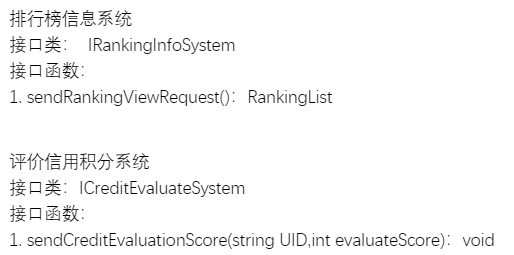 排行榜信息系统
接口类： IRankingInfoSystem
接口函数：
1. sendRankingViewRequest()：RankingList
评价信用积分系统
接口类：ICreditEvaluateSystem
接口函数：
1. sendCreditEvaluationScore(string UID,int evaluateScore)：void